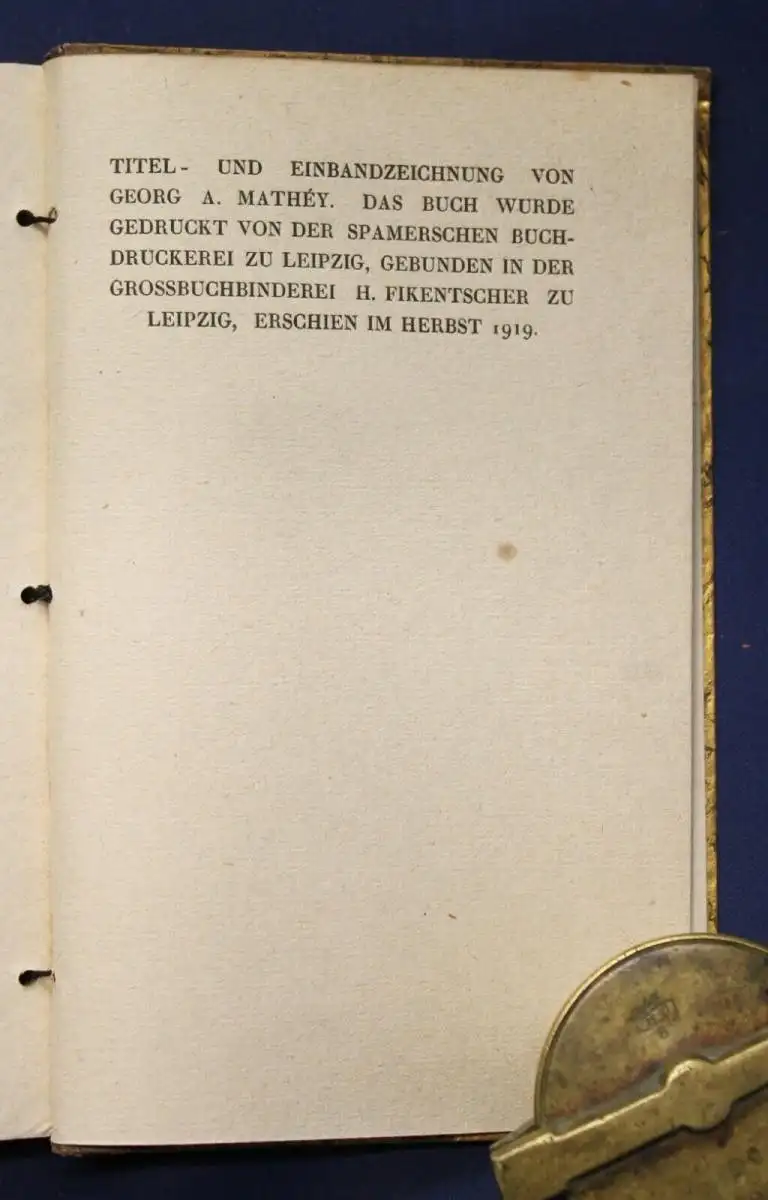 TITEL- UND EINBANDZEICHNUNG VON
GEORG A. MATHÉY. DAS BUCH WURDE
GEDRUCKT VON DER SPAMERSCHEN BUCH-
DRUCKEREI ZU LEIPZIG, GEBUNDEN IN DER
GROSSBUCHBINDEREI H. FIKENTSCHER ZU
LEIPZIG, ERSCHIEN IM HERBST 1919.